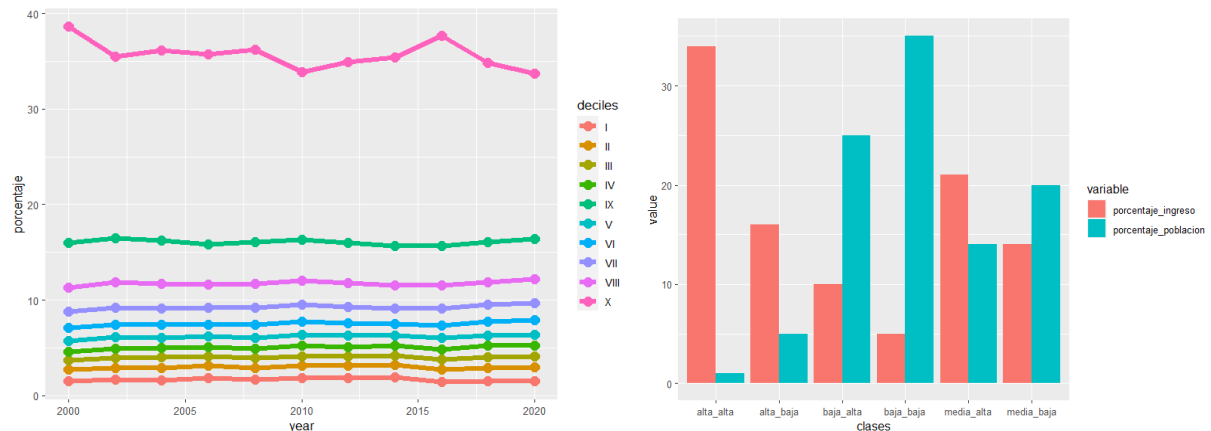 40
30
20
10
0
porcentaje
2000 2005 2010 2015 2020
year
deciles
I
II
III
IV
IX
V
VI
VII
VIII
X
30
20
10
0
value
alta_alta alta_baja baja_alta baja_baja media_alta media_baja
clases
variable
porcentaje_ingreso
porcentaje_poblacion